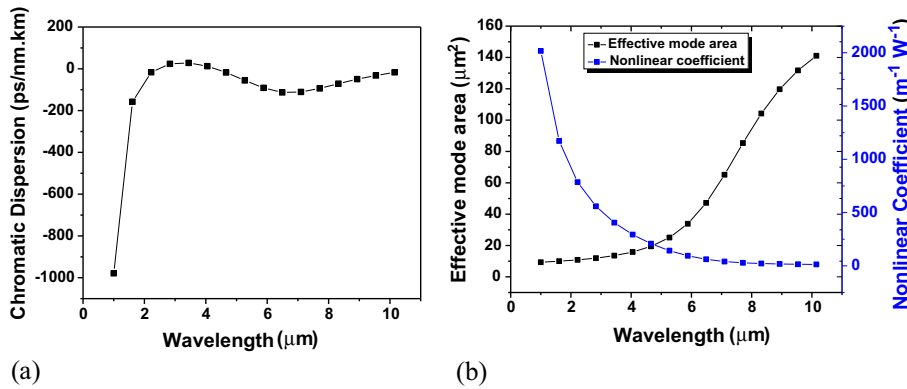 Chromatic Dispersion (ps/nm.km)
200
0
-200
-400
-600
-800
-1000
0 2 4 6 8 10
Wavelength (μm)
(a)
Effective mode area (μm²)
160
140
120
100
80
60
40
20
0
Effective mode area
Nonlinear coefficient
2000
1500
1000
500
0
Nonlinear Coefficient (m⁻¹ W⁻¹)
0 2 4 6 8 10
Wavelength (μm)
(b)